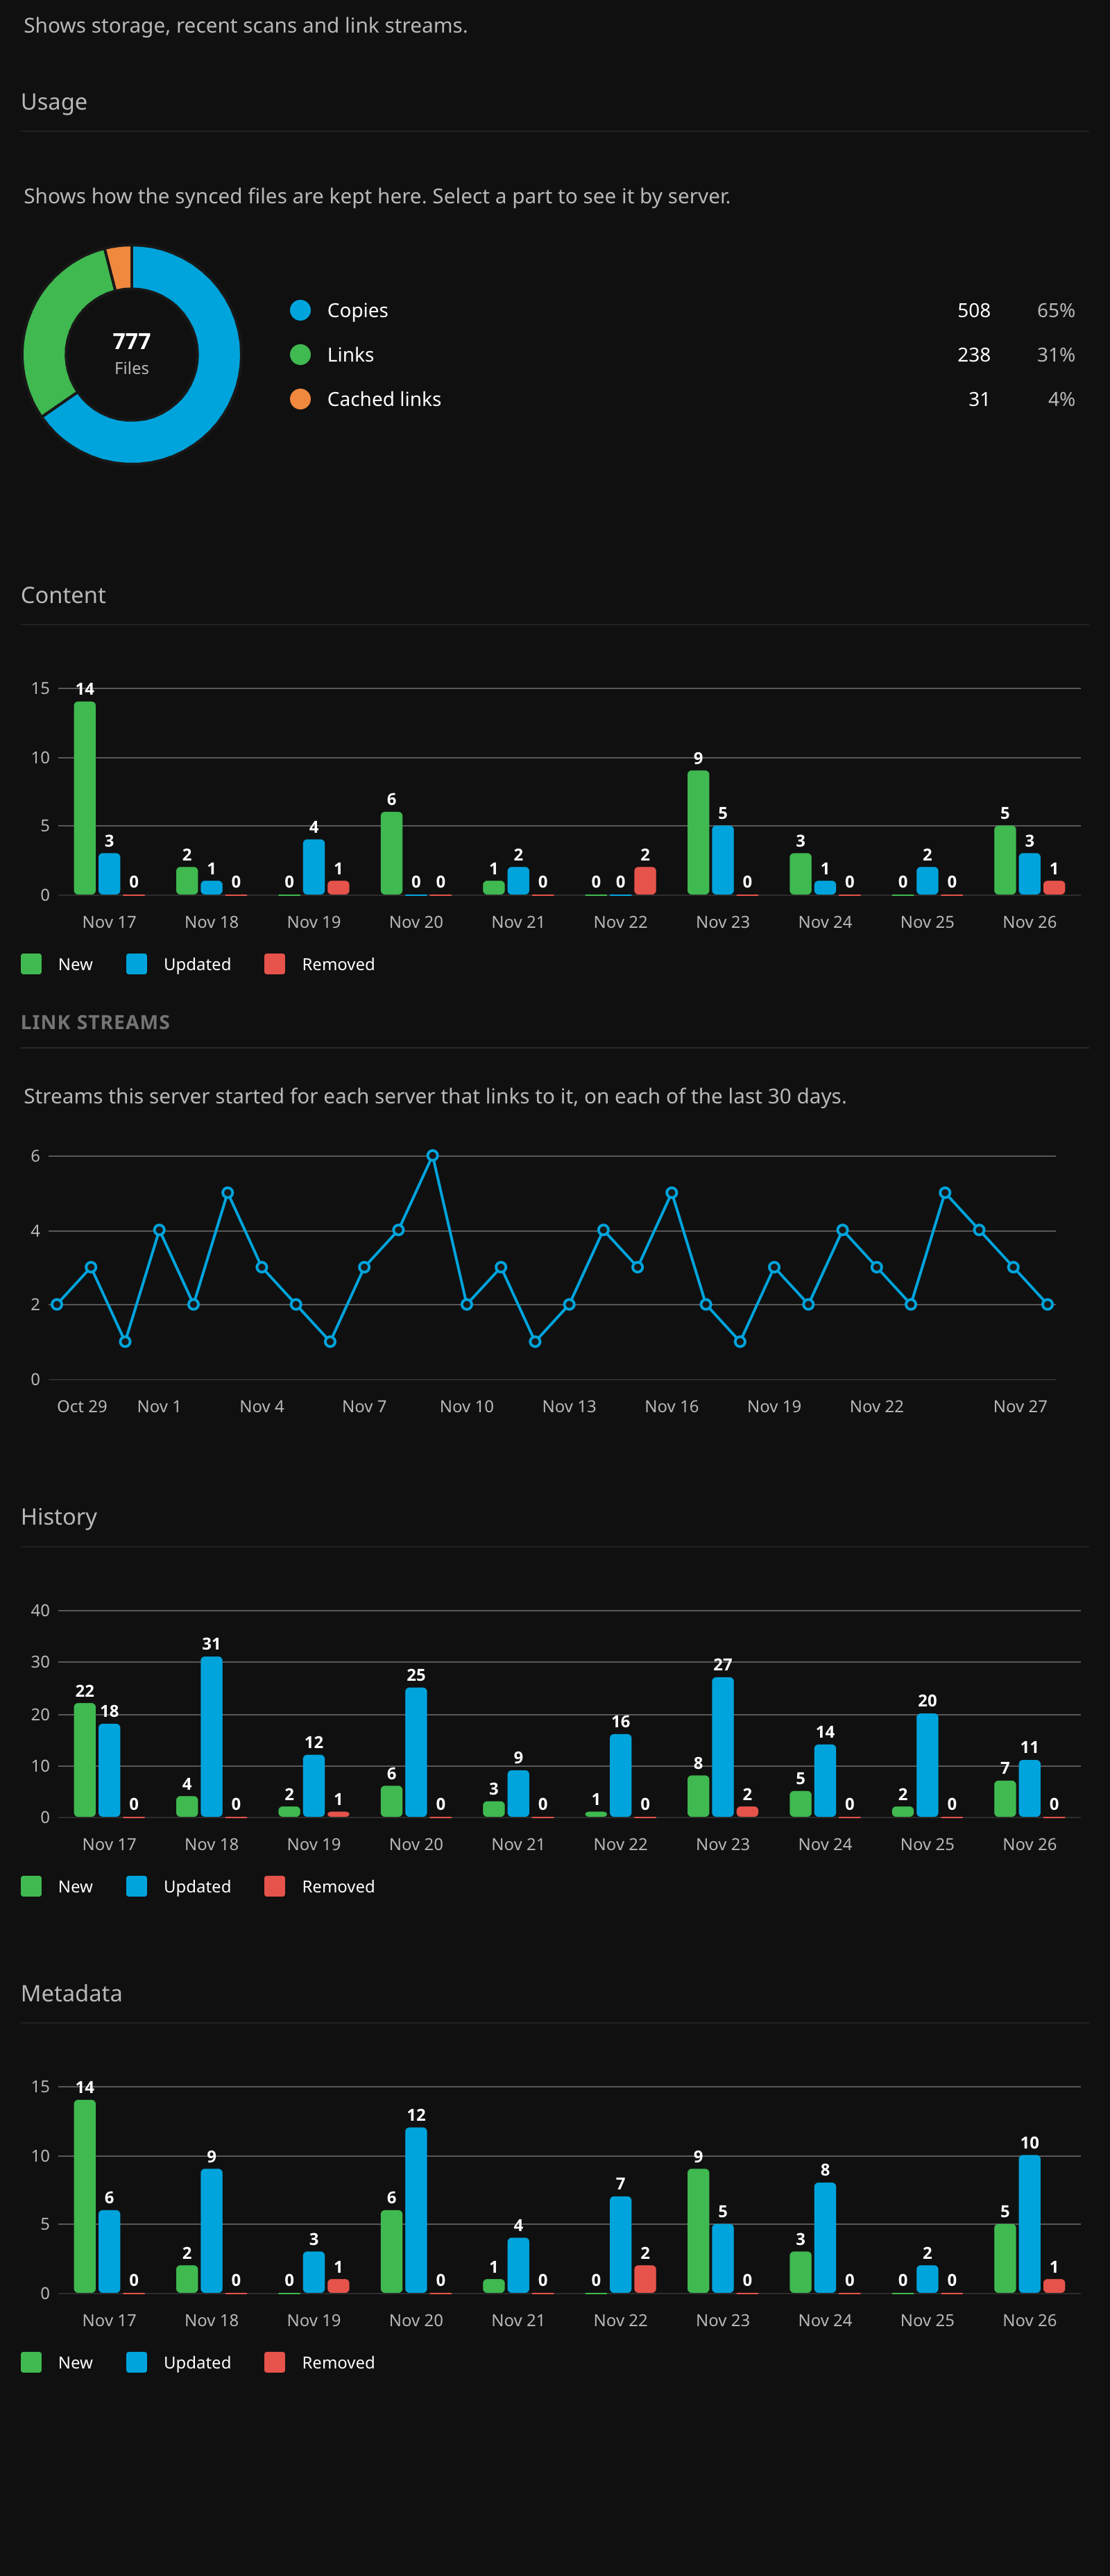 Shows storage, recent scans and link streams.
Usage
Shows how the synced files are kept here. Select a part to see it by server.
777
Files
Copies 508 65%
Links 238 31%
Cached links 31 4%
Content
15
10
5
0
14 3 0 2 1 0 0 4 1 6 0 0 1 2 0 0 0 2 9 5 0 3 1 0 0 2 0 5 3 1
Nov 17 Nov 18 Nov 19 Nov 20 Nov 21 Nov 22 Nov 23 Nov 24 Nov 25 Nov 26
New Updated Removed
LINK STREAMS
Streams this server started for each server that links to it, on each of the last 30 days.
6
4
2
0
Oct 29 Nov 1 Nov 4 Nov 7 Nov 10 Nov 13 Nov 16 Nov 19 Nov 22 Nov 27
History
40
30
20
10
0
22 18 0 4 31 0 2 12 1 6 25 0 3 9 0 1 16 0 8 27 2 5 14 0 2 20 0 7 11 0
Nov 17 Nov 18 Nov 19 Nov 20 Nov 21 Nov 22 Nov 23 Nov 24 Nov 25 Nov 26
New Updated Removed
Metadata
15
10
5
0
14 6 0 2 9 0 0 3 1 6 12 0 1 4 0 0 7 2 9 5 0 3 8 0 0 2 0 5 10 1
Nov 17 Nov 18 Nov 19 Nov 20 Nov 21 Nov 22 Nov 23 Nov 24 Nov 25 Nov 26
New Updated Removed